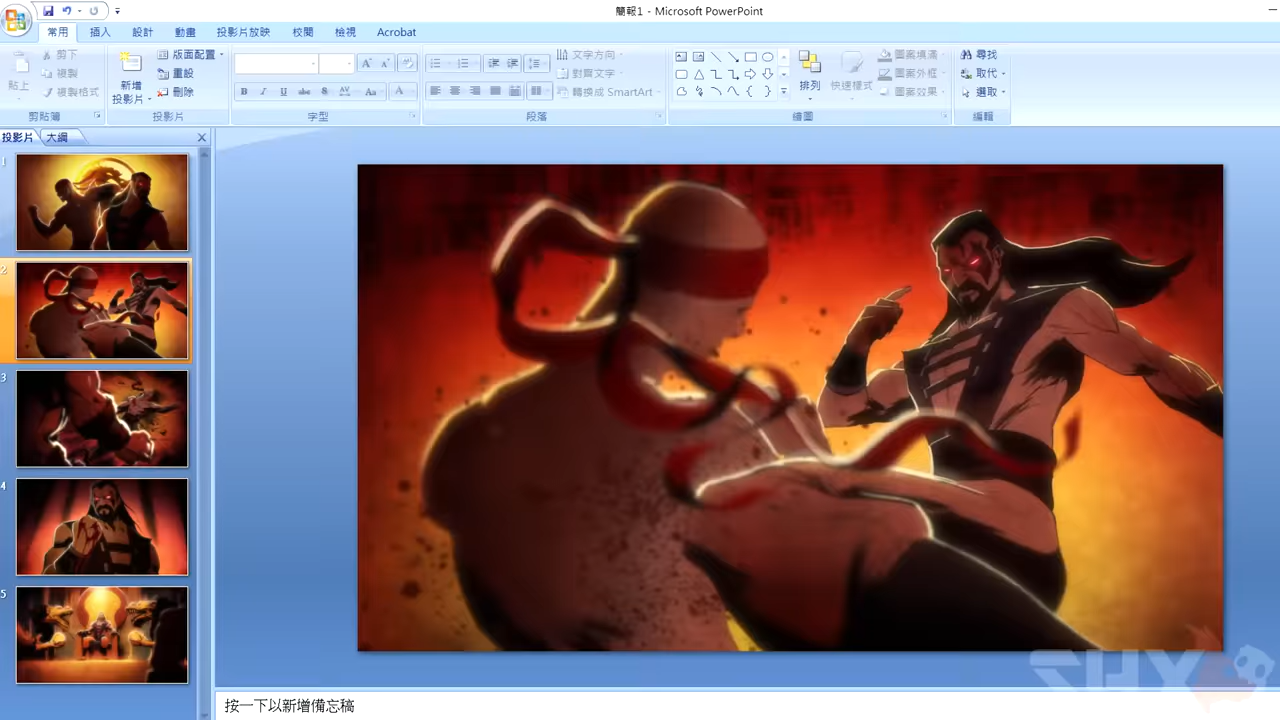 簡報1 - Microsoft PowerPoint
常用 插入 設計 動畫 投影片放映 校閱 檢視 Acrobat
剪下 版面配置 文字方向 圖案填滿 尋找
複製 重設 對齊文字 圖案外框 取代
貼上 複製格式 新增投影片 刪除 B I U abc S AV Aa A 轉換成 SmartArt 排列 快速樣式 圖案效果 選取
剪貼簿 投影片 字型 段落 繪圖 編輯
投影片 大綱
1
2
3
4
5
按一下以新增備忘稿